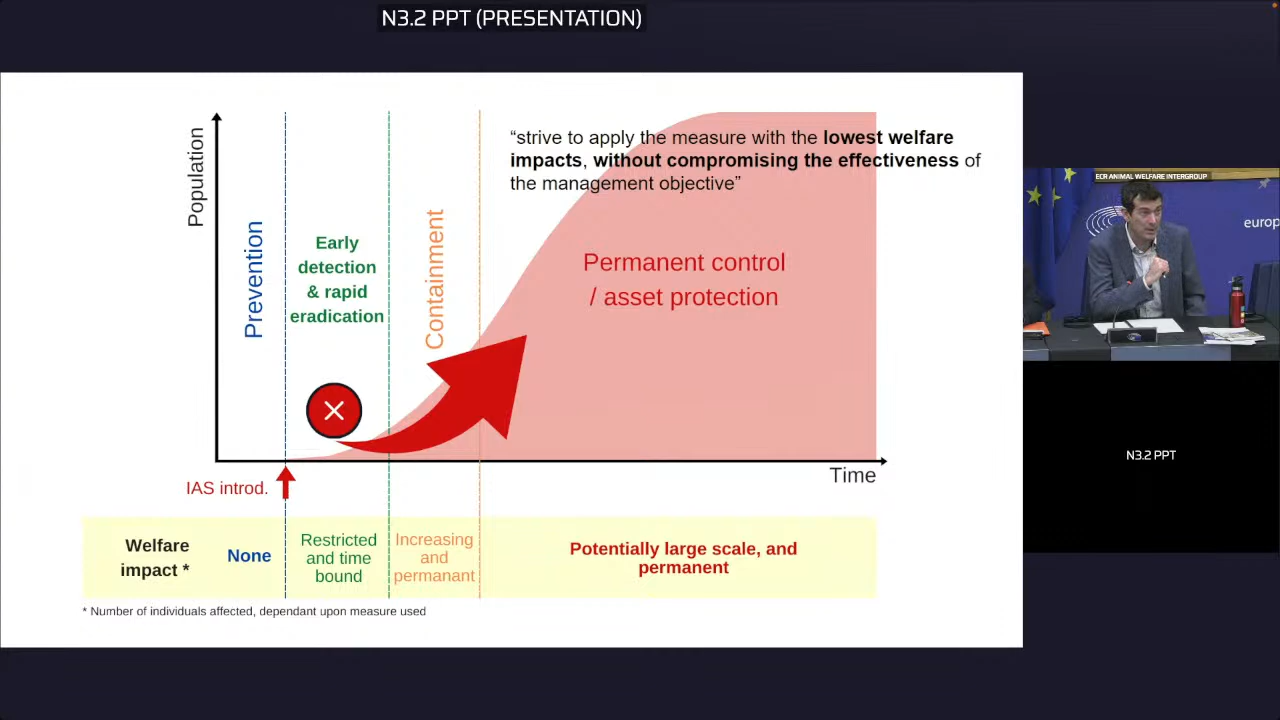 N3.2 PPT (PRESENTATION)
Population
Prevention
Early
detection
& rapid
eradication
Containment
“strive to apply the measure with the lowest welfare
impacts, without compromising the effectiveness of
the management objective”
Permanent control
/ asset protection
Time
IAS introd.
Welfare
impact *
None
Restricted
and time
bound
Increasing
and
permanant
Potentially large scale, and
permanent
* Number of individuals affected, dependant upon measure used
ECR ANIMAL WELFARE INTERGROUP
europ
N3.2 PPT